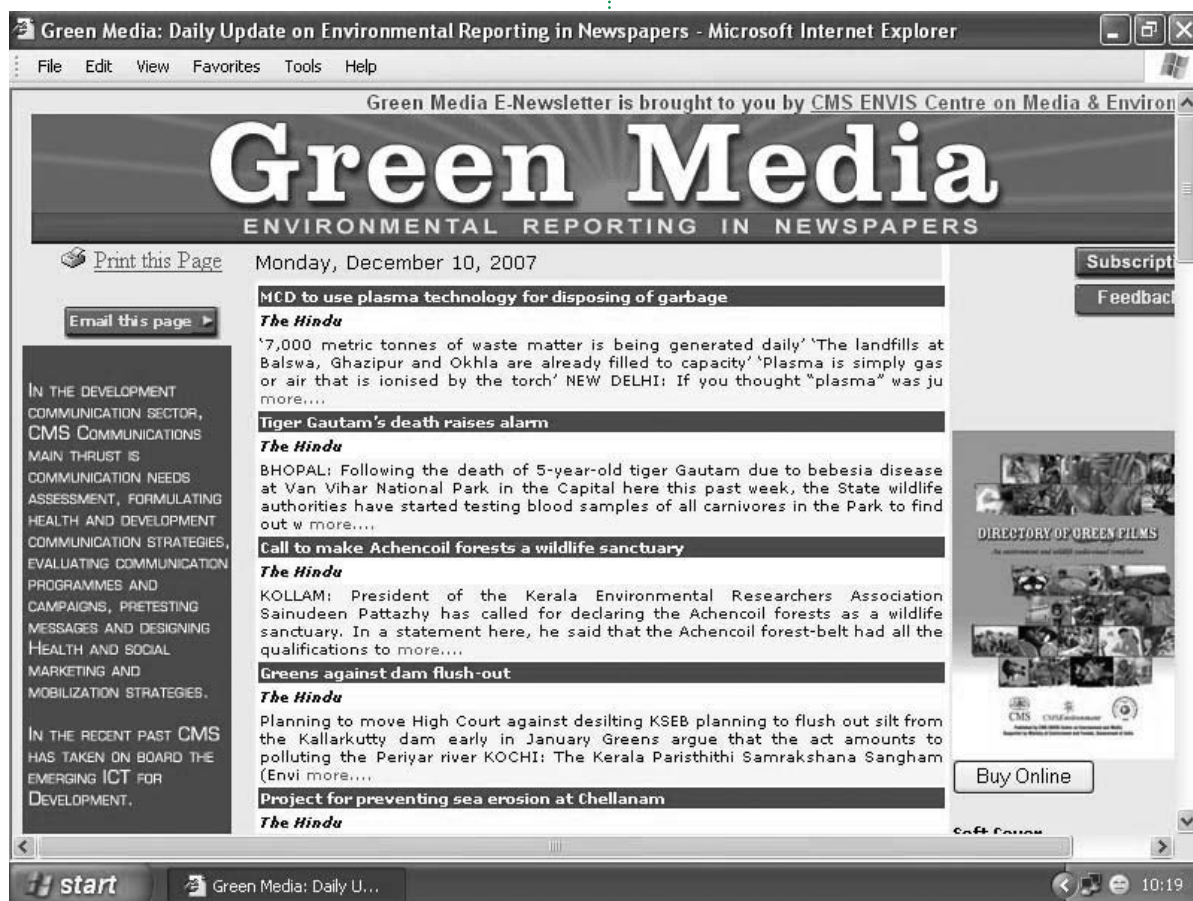 Green Media: Daily Update on Environmental Reporting in Newspapers - Microsoft Internet Explorer
File Edit View Favorites Tools Help
Green Media E-Newsletter is brought to you by CMS ENVIS Centre on Media & Environ
Green Media
ENVIRONMENTAL REPORTING IN NEWSPAPERS
Print this Page
Email this page
IN THE DEVELOPMENT
COMMUNICATION SECTOR,
CMS COMMUNICATIONS
MAIN THRUST IS
COMMUNICATION NEEDS
ASSESSMENT, FORMULATING
HEALTH AND DEVELOPMENT
COMMUNICATION STRATEGIES,
EVALUATING COMMUNICATION
PROGRAMMES AND
CAMPAIGNS, PRETESTING
MESSAGES AND DESIGNING
HEALTH AND SOCIAL
MARKETING AND
MOBILIZATION STRATEGIES.
IN THE RECENT PAST CMS
HAS TAKEN ON BOARD THE
EMERGING ICT FOR
DEVELOPMENT.
Monday, December 10, 2007
MCD to use plasma technology for disposing of garbage
The Hindu
'7,000 metric tonnes of waste matter is being generated daily' 'The landfills at
Balswa, Ghazipur and Okhla are already filled to capacity' 'Plasma is simply gas
or air that is ionised by the torch' NEW DELHI: If you thought "plasma" was ju
more....
Tiger Gautam's death raises alarm
The Hindu
BHOPAL: Following the death of 5-year-old tiger Gautam due to bebesia disease
at Van Vihar National Park in the Capital here this past week, the State wildlife
authorities have started testing blood samples of all carnivores in the Park to find
out w more....
Call to make Achencoil forests a wildlife sanctuary
The Hindu
KOLLAM: President of the Kerala Environmental Researchers Association
Sainudeen Pattazhy has called for declaring the Achencoil forests as a wildlife
sanctuary. In a statement here, he said that the Achencoil forest-belt had all the
qualifications to more....
Greens against dam flush-out
The Hindu
Planning to move High Court against desilting KSEB planning to flush out silt from
the Kallarkutty dam early in January Greens argue that the act amounts to
polluting the Periyar river KOCHI: The Kerala Paristhithi Samrakshana Sangham
(Envi more....
Project for preventing sea erosion at Chellanam
The Hindu
Subscripti
Feedbac
DIRECTORY OF GREEN FILMS
An environment and wildlife audio-visual compilation
CMS
Buy Online
Soft Cover
start
Green Media: Daily U...
10:19